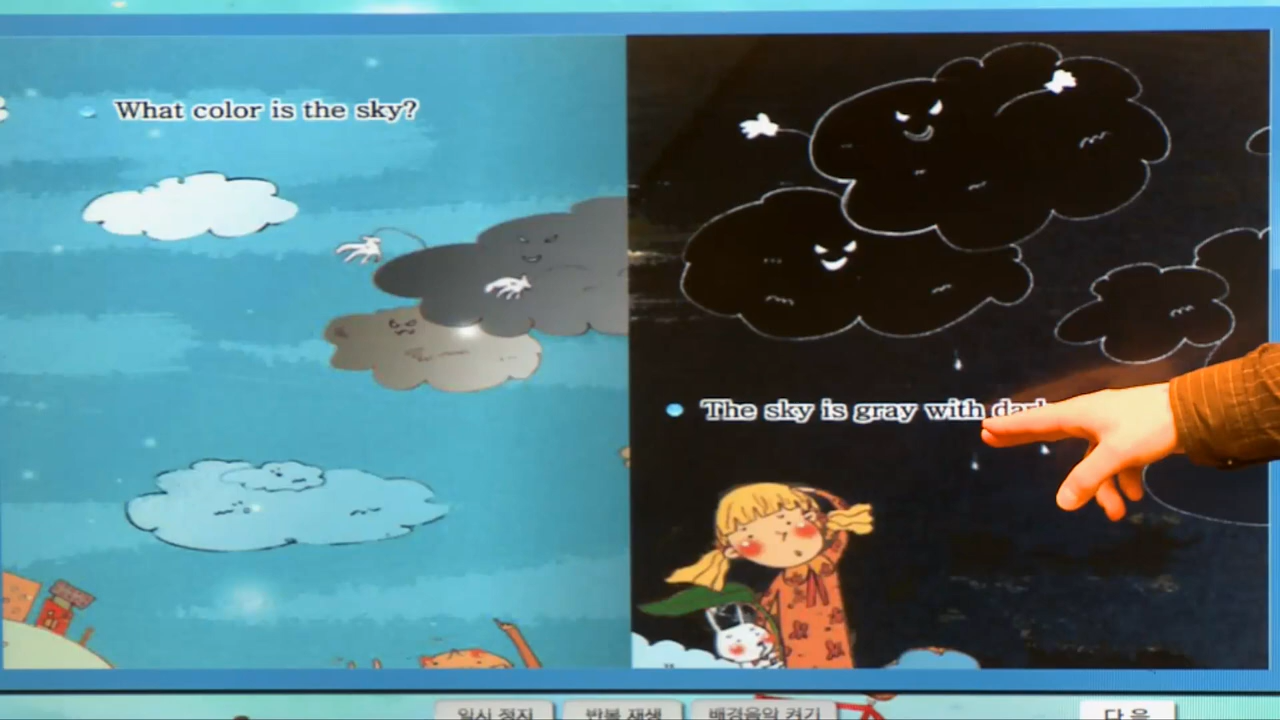 What color is the sky?
The sky is gray with
일시 정지
반복 재생
배경음악 켜기
다 음